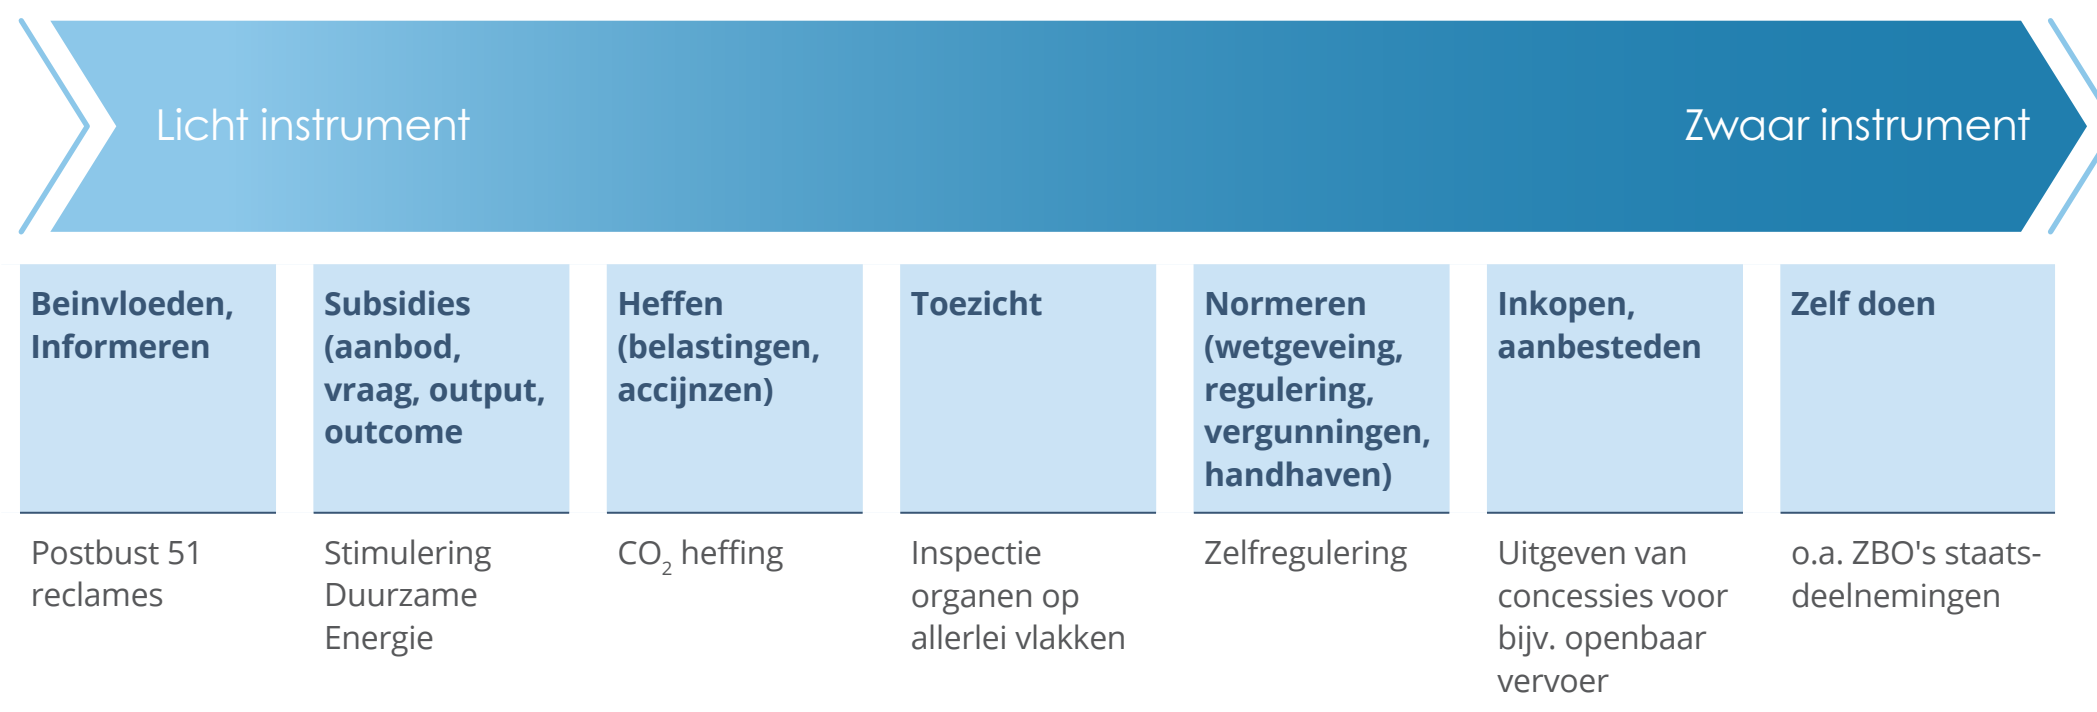 Licht instrument
Zwaar instrument
Beinvloeden,
Informeren
Subsidies
(aanbod,
vraag, output,
outcome
Heffen
(belastingen,
accijnzen)
Toezicht
Normeren
(wetgeveing,
regulering,
vergunningen,
handhaven)
Inkopen,
aanbesteden
Zelf doen
Postbust 51
reclames
Stimulering
Duurzame
Energie
CO₂ heffing
Inspectie
organen op
allerlei vlakken
Zelfregulering
Uitgeven van
concessies voor
bijv. openbaar
vervoer
o.a. ZBO's staats-
deelnemingen